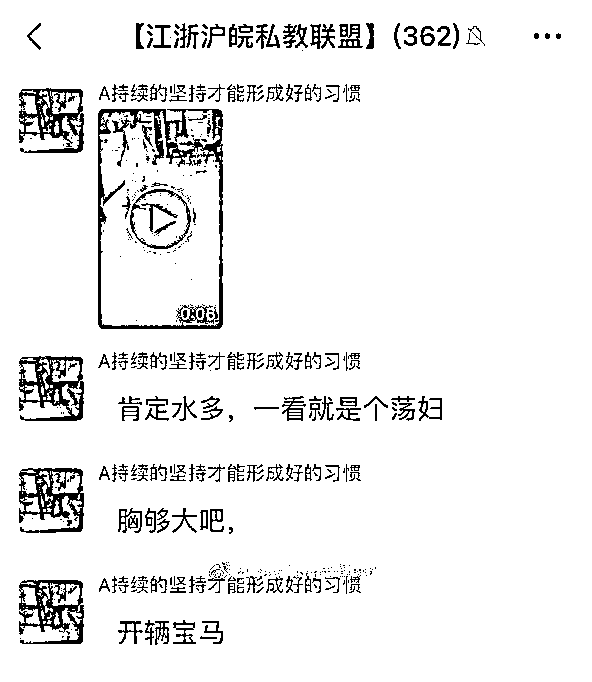 【江浙沪皖私教联盟】(362)
A持续的坚持才能形成好的习惯
0:06
A持续的坚持才能形成好的习惯
肯定水多，一看就是个荡妇
A持续的坚持才能形成好的习惯
胸够大吧，
A持续的坚持才能形成好的习惯
开辆宝马